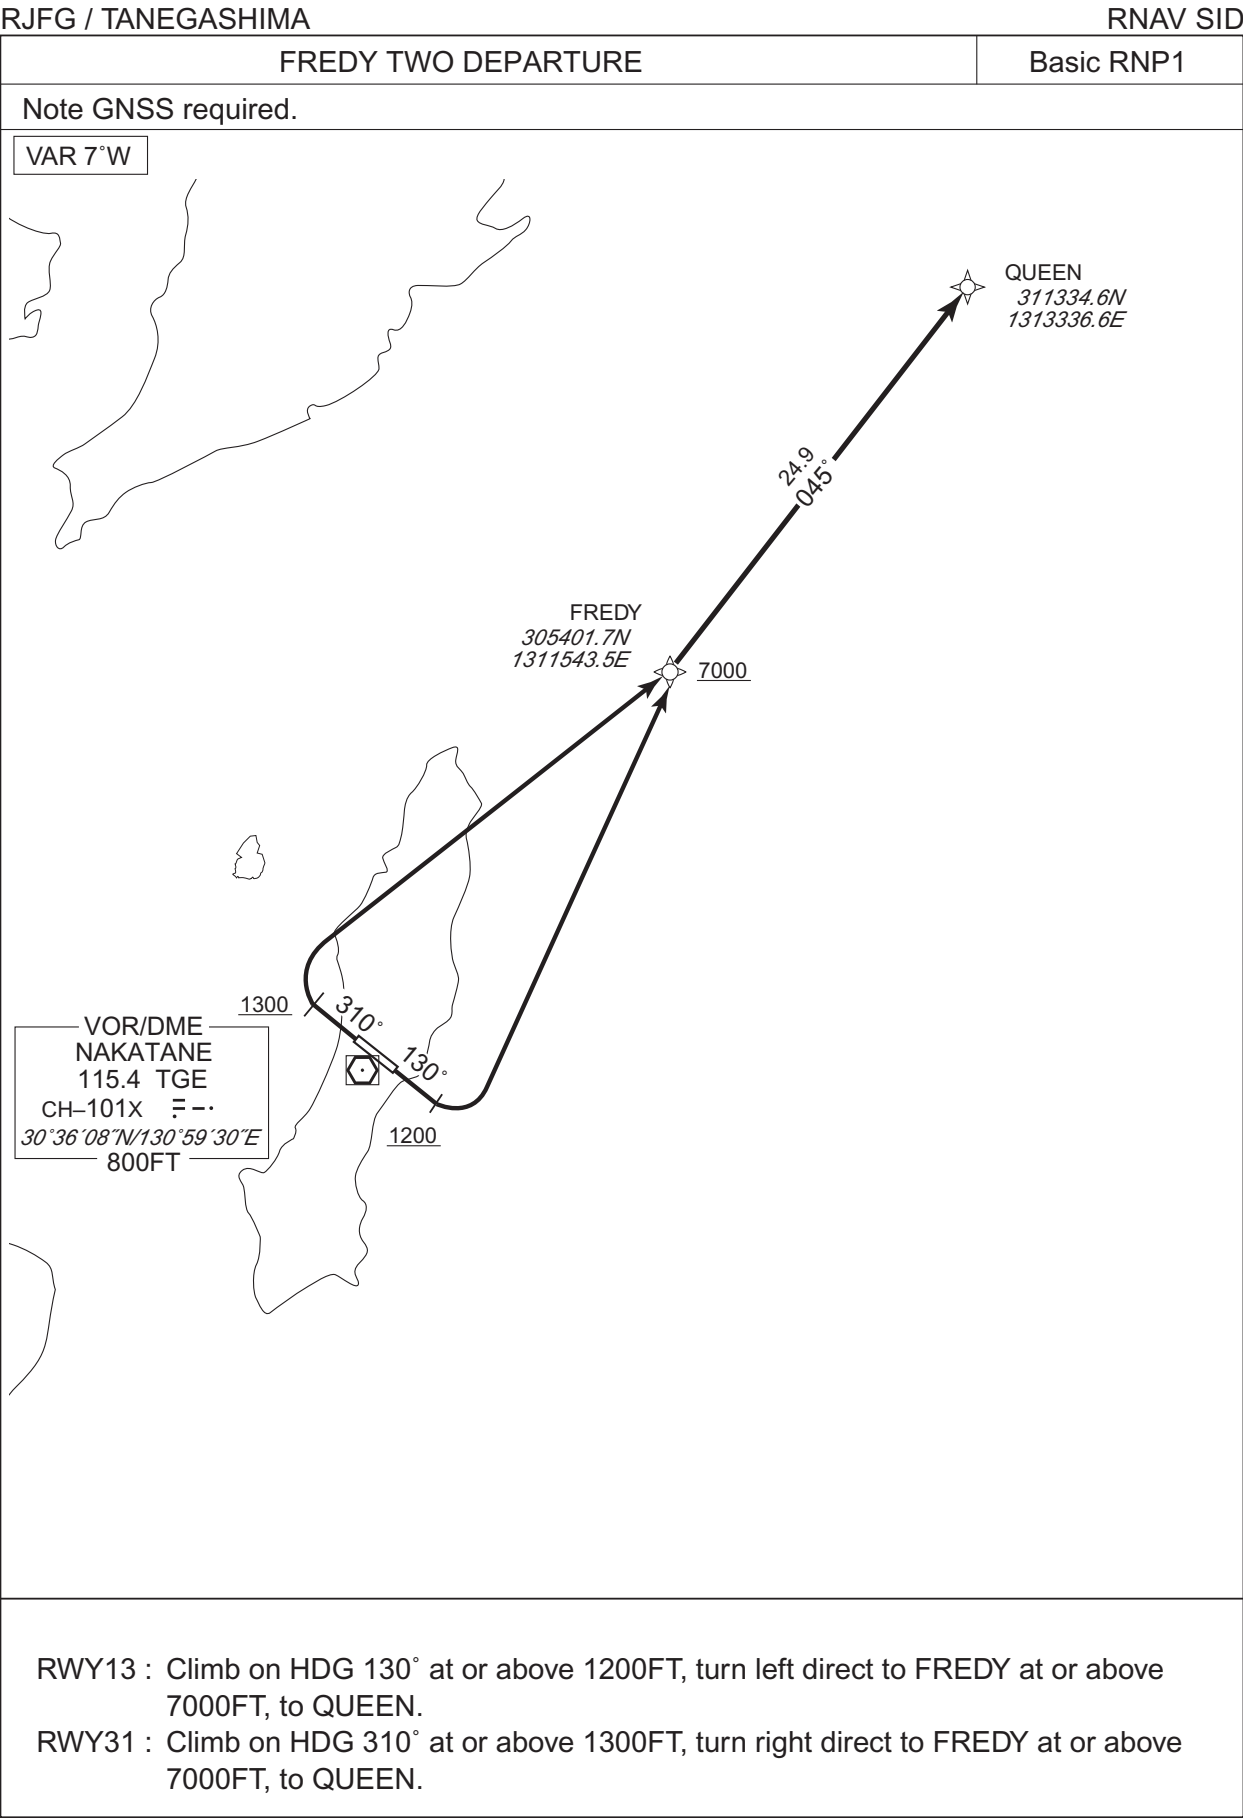 RJFG / TANEGASHIMA
RNAV SID
FREDY TWO DEPARTURE
Basic RNP1
Note GNSS required.
VAR 7˚W
QUEEN
311334.6N
1313336.6E
24.9
045˚
FREDY
305401.7N
1311543.5E
7000
1300
310˚
130˚
1200
VOR/DME
NAKATANE
115.4 TGE
CH–101X
30˚36´08˝N/130˚59´30˝E
800FT
RWY13 : Climb on HDG 130˚ at or above 1200FT, turn left direct to FREDY at or above
7000FT, to QUEEN.
RWY31 : Climb on HDG 310˚ at or above 1300FT, turn right direct to FREDY at or above
7000FT, to QUEEN.